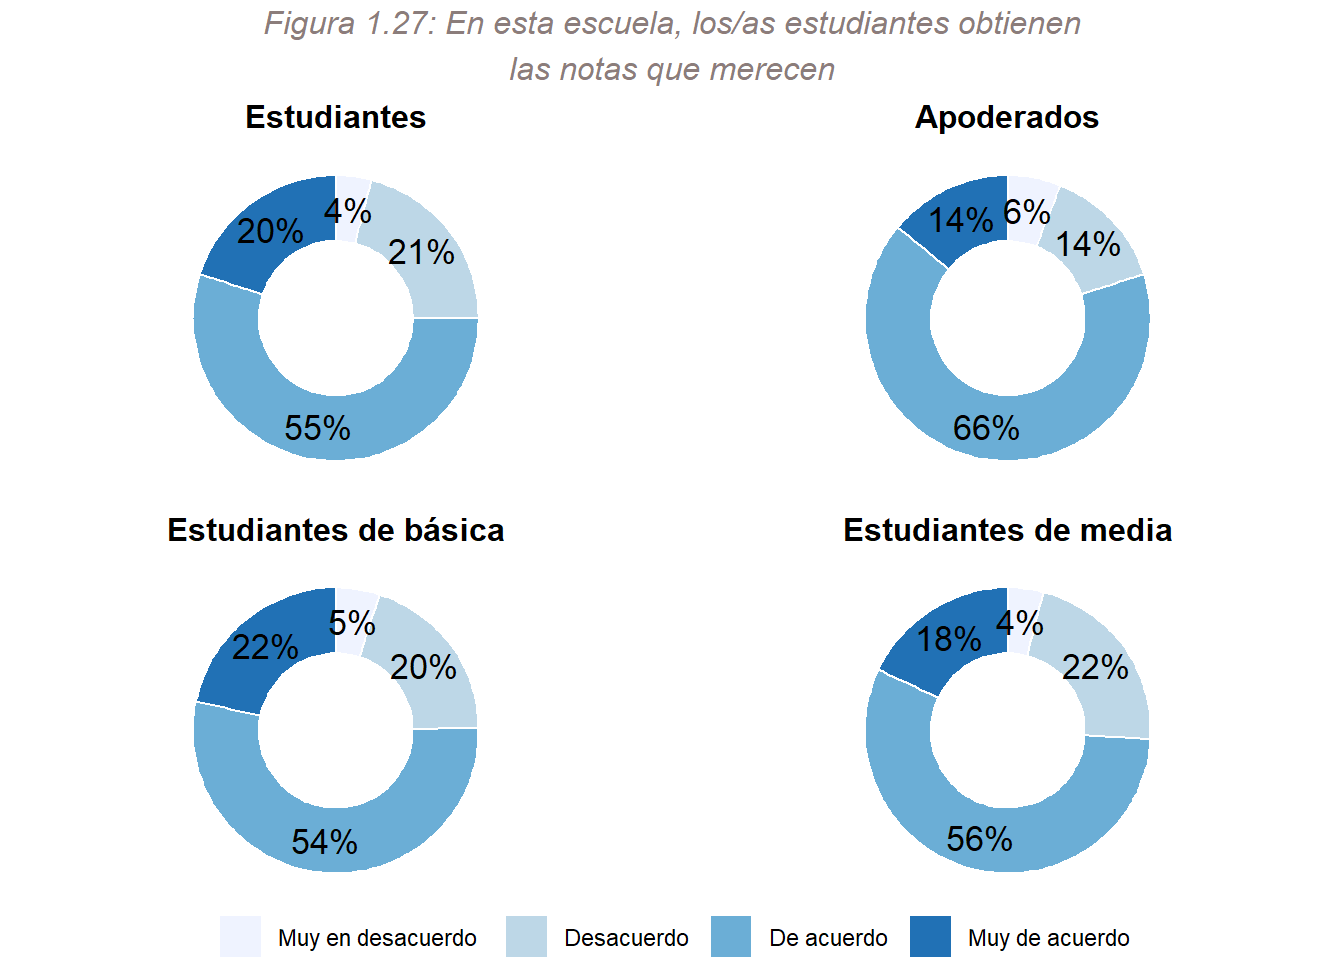 Figura 1.27: En esta escuela, los/as estudiantes obtienen
las notas que merecen
Estudiantes
4%
21%
55%
20%
Apoderados
6%
14%
66%
14%
Estudiantes de básica
5%
20%
54%
22%
Estudiantes de media
4%
22%
56%
18%
Muy en desacuerdo
Desacuerdo
De acuerdo
Muy de acuerdo